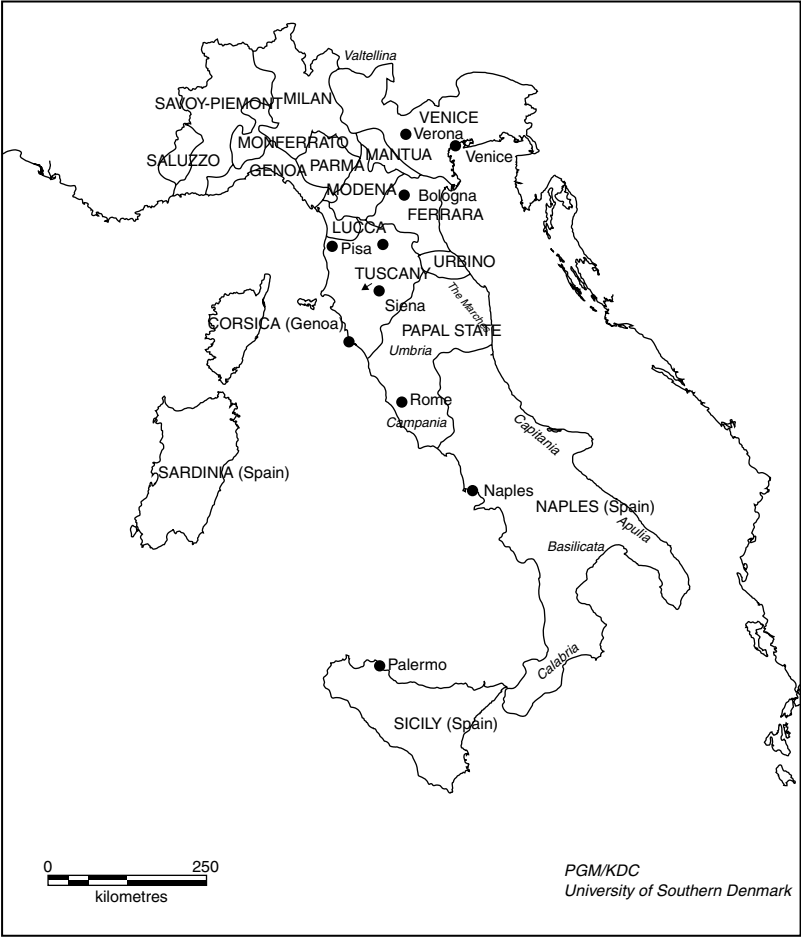 Valtellina
SAVOY-PIEMONT
MILAN
VENICE
Verona
MONFERRATO
MANTUA
Venice
SALUZZO
GENOA
PARMA
MODENA
Bologna
FERRARA
LUCCA
Pisa
URBINO
TUSCANY
The Marches
Siena
CORSICA (Genoa)
PAPAL STATE
Umbria
Rome
Campania
Capitania
SARDINIA (Spain)
Naples
NAPLES (Spain)
Apulia
Basilicata
Calabria
Palermo
SICILY (Spain)
0 250
kilometres
PGM/KDC
University of Southern Denmark